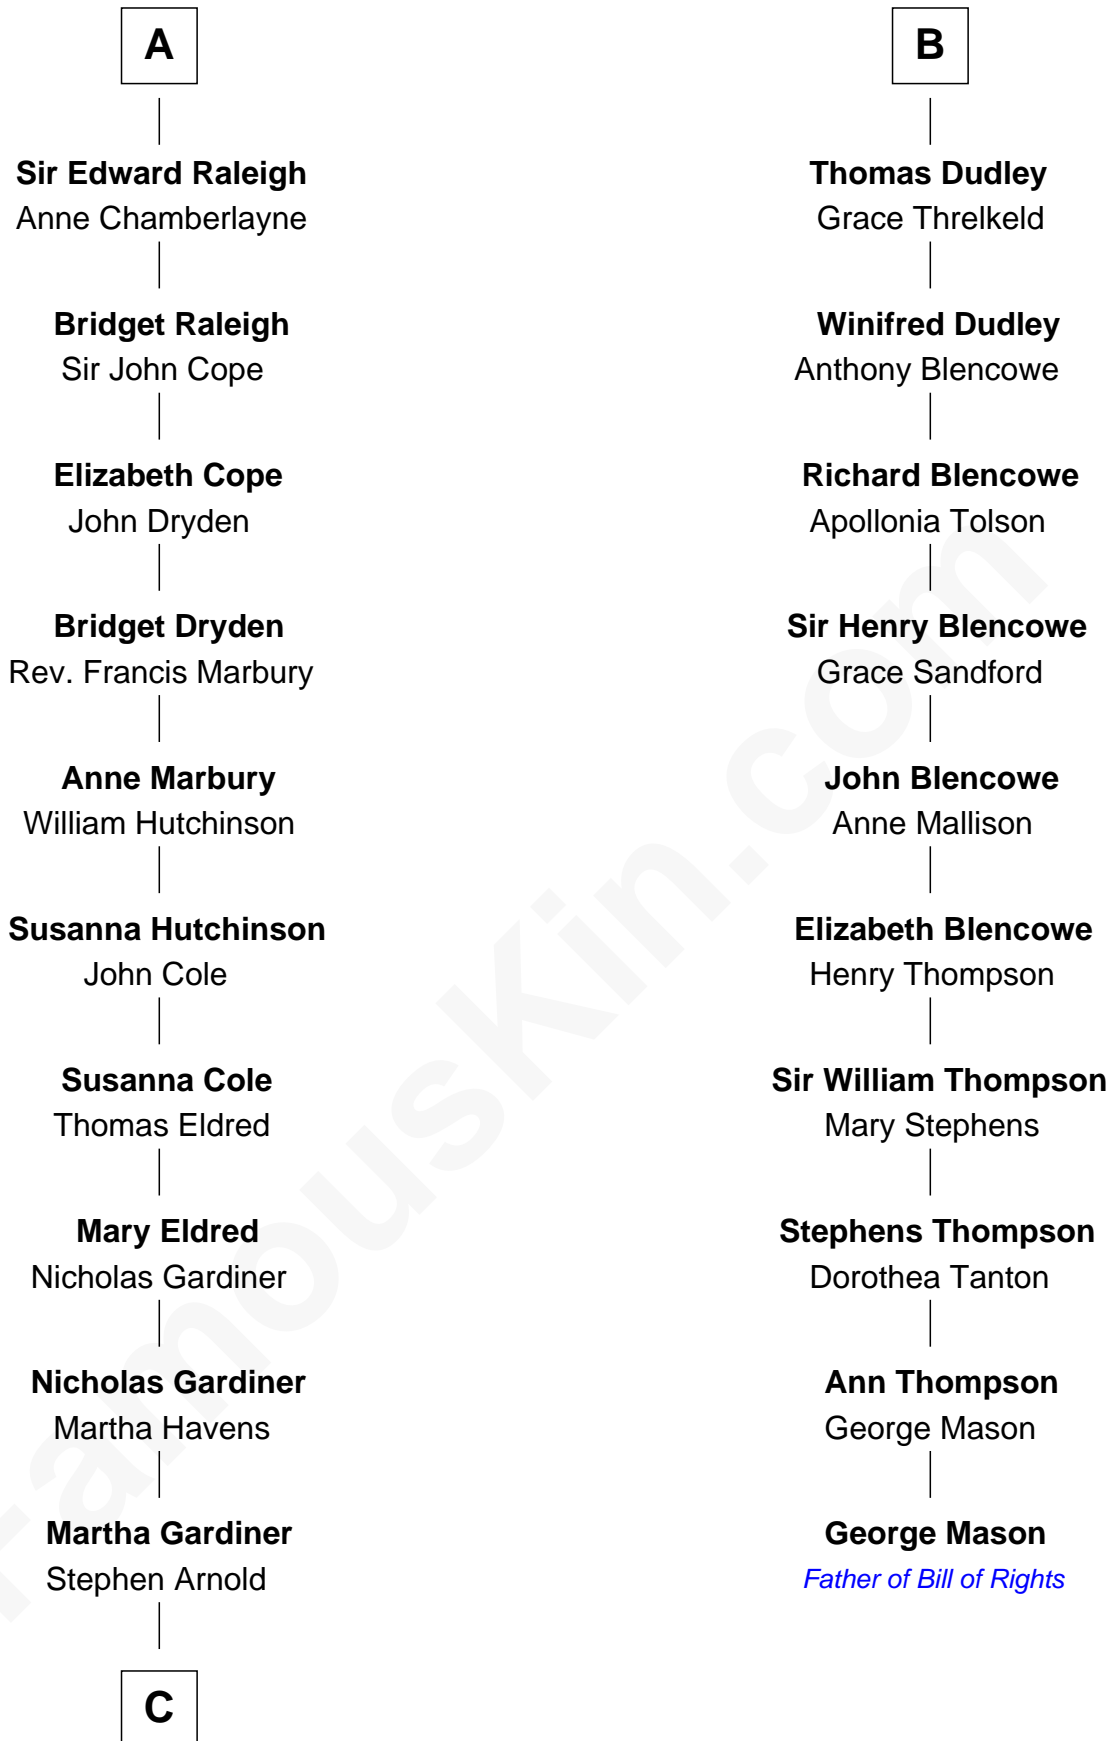 A
Sir Edward Raleigh
Anne Chamberlayne
Bridget Raleigh
Sir John Cope
Elizabeth Cope
John Dryden
Bridget Dryden
Rev. Francis Marbury
Anne Marbury
William Hutchinson
Susanna Hutchinson
John Cole
Susanna Cole
Thomas Eldred
Mary Eldred
Nicholas Gardiner
Nicholas Gardiner
Martha Havens
Martha Gardiner
Stephen Arnold
C
B
Thomas Dudley
Grace Threlkeld
Winifred Dudley
Anthony Blencowe
Richard Blencowe
Apollonia Tolson
Sir Henry Blencowe
Grace Sandford
John Blencowe
Anne Mallison
Elizabeth Blencowe
Henry Thompson
Sir William Thompson
Mary Stephens
Stephens Thompson
Dorothea Tanton
Ann Thompson
George Mason
George Mason
Father of Bill of Rights
FamousKin.com